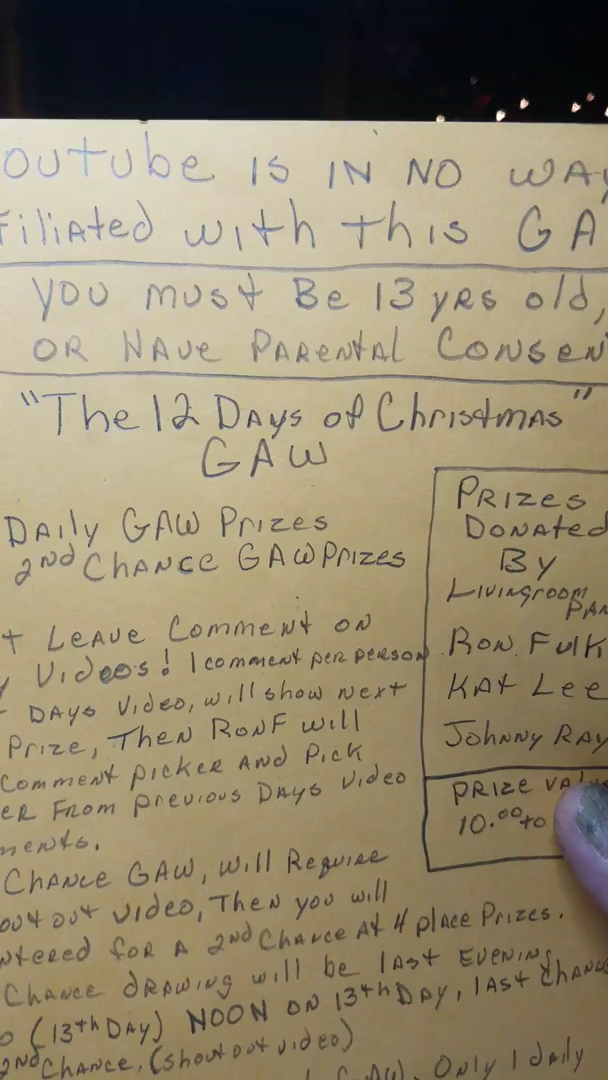 outube IS IN NO WAY
filiated with this GA
YOU must Be 13 yrs old,
OR HAVE PARENTAL CONSEN
"The 12 DAYS of Christmas"
GAW
DAILY GAW PRIZES
2nd CHANCE GAW PRIZES
PRIZES
DONATED
BY
Livingroom
PAN
RON FulK
KAt Lee
JOHNNY RAY
PRIZE valu
10.00 to
t LEAVE COMMENT ON
y VIDEOS! 1 comment per person
DAYS VIDEO, will show next
PRIZE, THEN RONF will
COMMENT PICKER AND PICK
ER FROM previous DAYS VIDEO
ments.
CHANCE GAW, will Require
out out VIDEO, THEN you will
ntered foR A 2nd Chance At 4 place Prizes.
Chance drawing will be last EVENING
o (13th DAY) NOON ON 13th DAY, last CHANCE
2nd Chance, (shout out video)
GAW. Only 1 daily